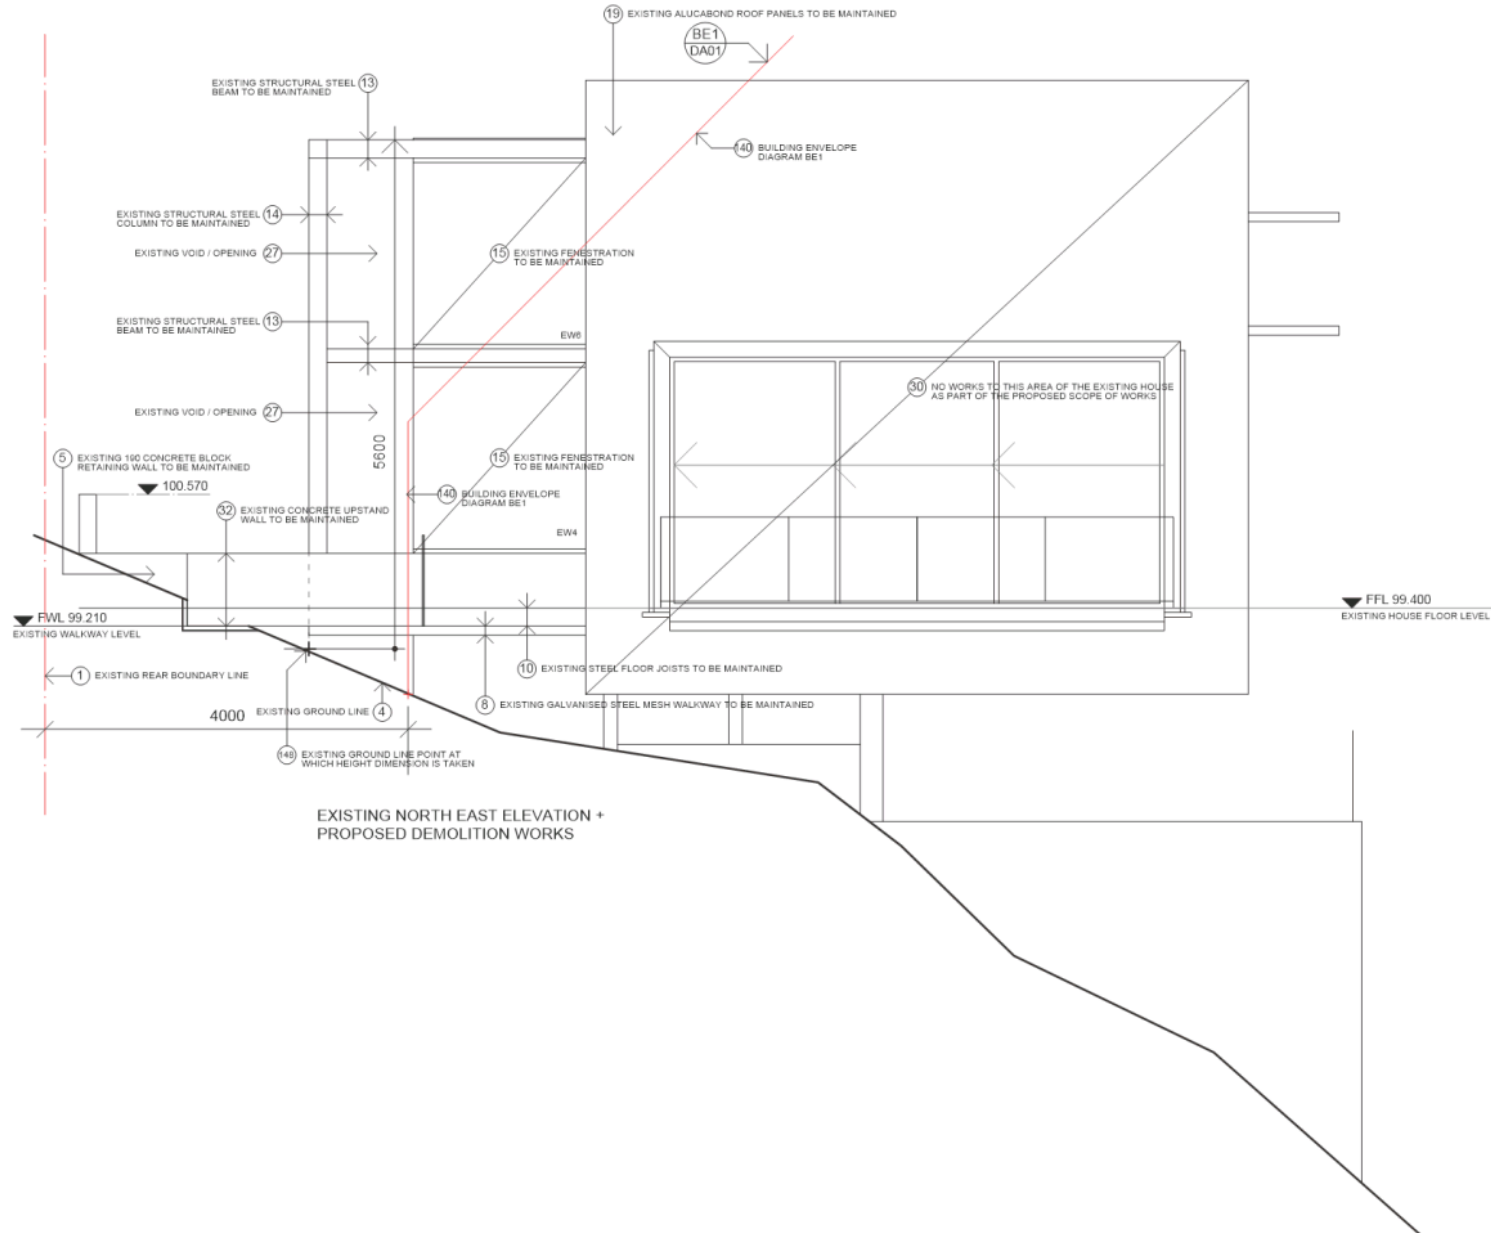 19 EXISTING ALUCABOND ROOF PANELS TO BE MAINTAINED
BE1
DA01
EXISTING STRUCTURAL STEEL 13
BEAM TO BE MAINTAINED
140 BUILDING ENVELOPE
DIAGRAM BE1
EXISTING STRUCTURAL STEEL 14
COLUMN TO BE MAINTAINED
EXISTING VOID / OPENING 27
15 EXISTING FENESTRATION
TO BE MAINTAINED
EXISTING STRUCTURAL STEEL 13
BEAM TO BE MAINTAINED
EW6
30 NO WORKS TO THIS AREA OF THE EXISTING HOUSE
AS PART OF THE PROPOSED SCOPE OF WORKS
EXISTING VOID / OPENING 27
5600
5 EXISTING 190 CONCRETE BLOCK
RETAINING WALL TO BE MAINTAINED
15 EXISTING FENESTRATION
TO BE MAINTAINED
100.570
140 BUILDING ENVELOPE
DIAGRAM BE1
32 EXISTING CONCRETE UPSTAND
WALL TO BE MAINTAINED
EW4
FFL 99.400
EXISTING HOUSE FLOOR LEVEL
FWL 99.210
EXISTING WALKWAY LEVEL
10 EXISTING STEEL FLOOR JOISTS TO BE MAINTAINED
1 EXISTING REAR BOUNDARY LINE
8 EXISTING GALVANISED STEEL MESH WALKWAY TO BE MAINTAINED
4000
EXISTING GROUND LINE 4
148 EXISTING GROUND LINE POINT AT
WHICH HEIGHT DIMENSION IS TAKEN
EXISTING NORTH EAST ELEVATION +
PROPOSED DEMOLITION WORKS